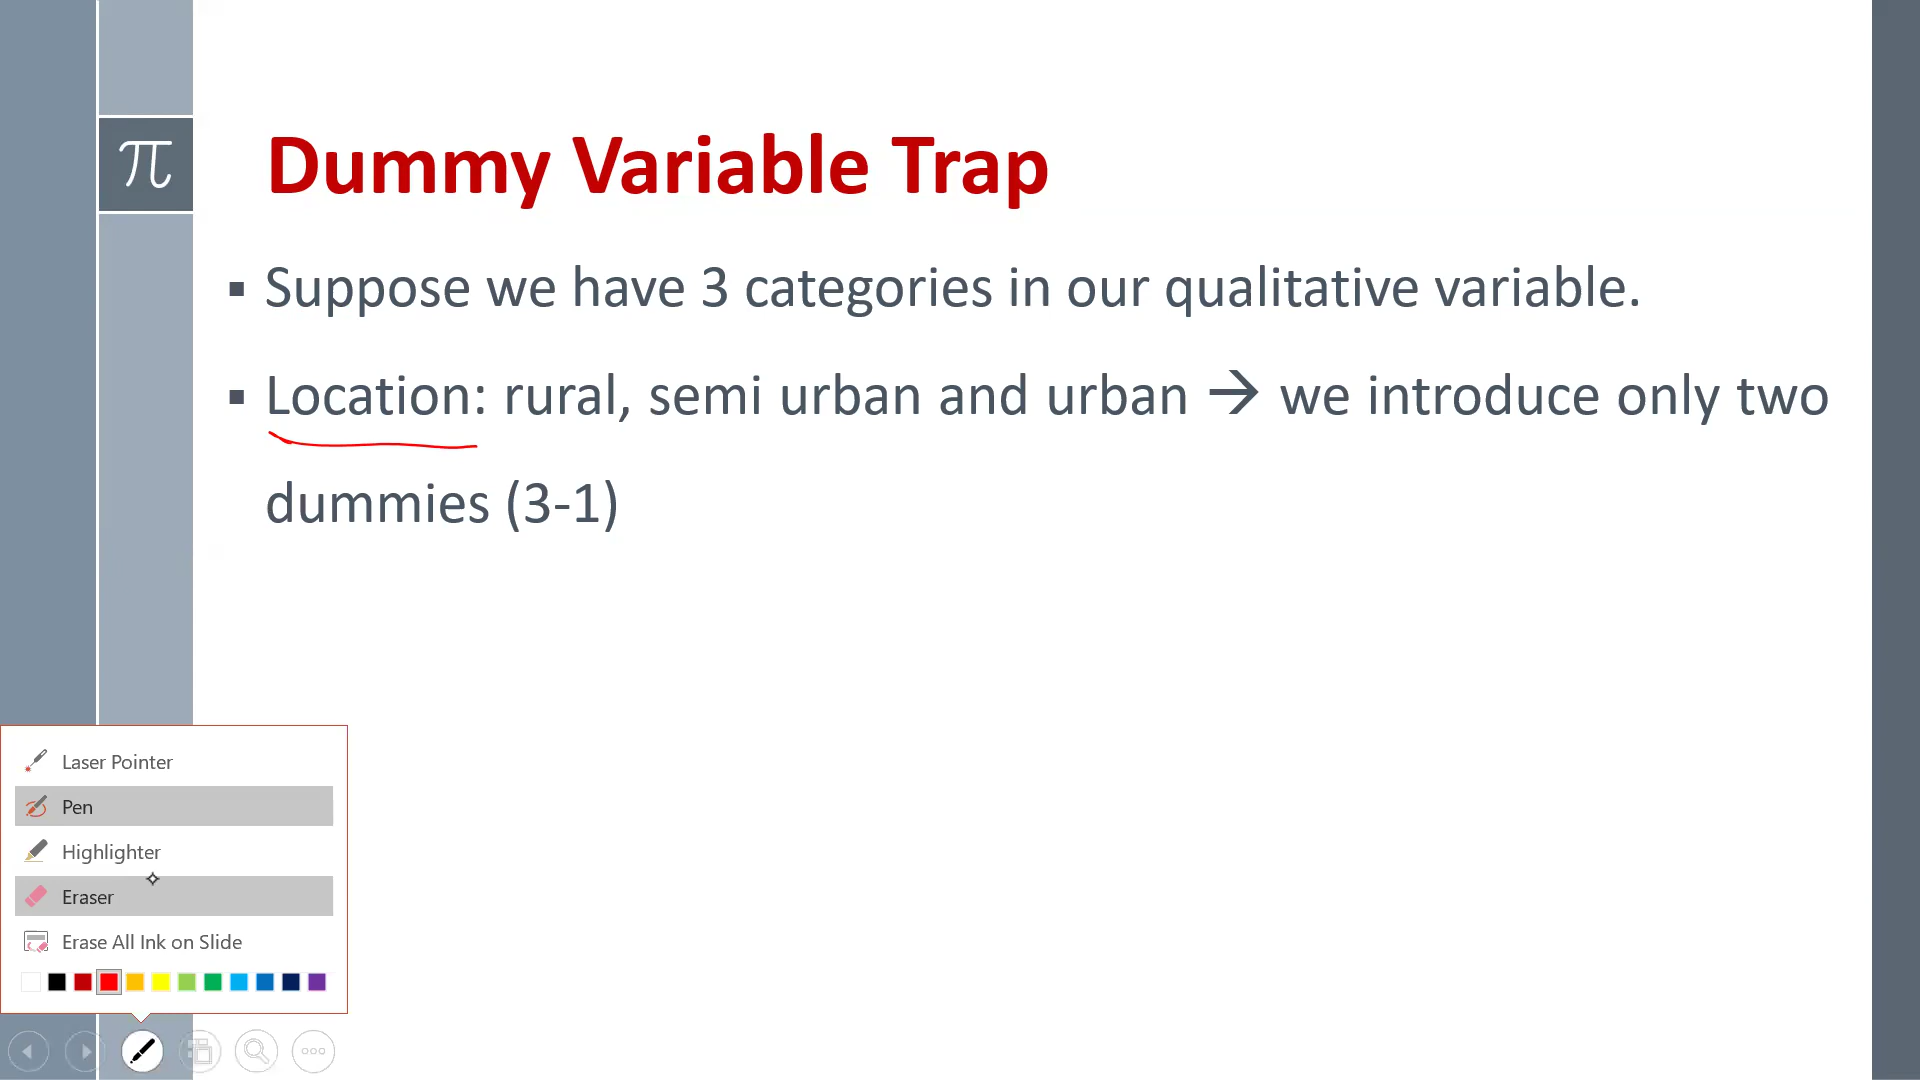 π
Dummy Variable Trap
▪ Suppose we have 3 categories in our qualitative variable.
▪ Location: rural, semi urban and urban → we introduce only two
dummies (3-1)
Laser Pointer
Pen
Highlighter
Eraser
Erase All Ink on Slide